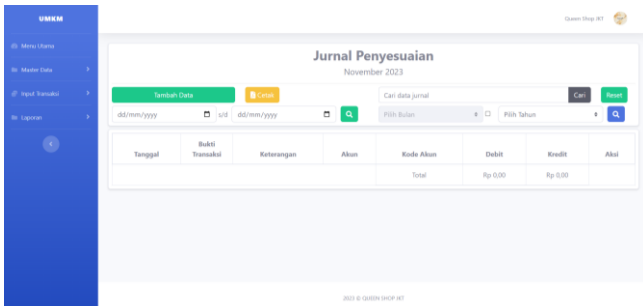 UMKM
Queen Shop JKT
Menu Utama
Master Data
Input Transaksi
Laporan
Jurnal Penyesuaian
November 2023
Tambah Data
Cetak
Cari data jurnal
Cari
Reset
dd/mm/yyyy
s/d
dd/mm/yyyy
Pilih Bulan
Pilih Tahun
Tanggal
Bukti Transaksi
Keterangan
Akun
Kode Akun
Debit
Kredit
Aksi
Total
Rp 0,00
Rp 0,00
2023 © QUEEN SHOP JKT